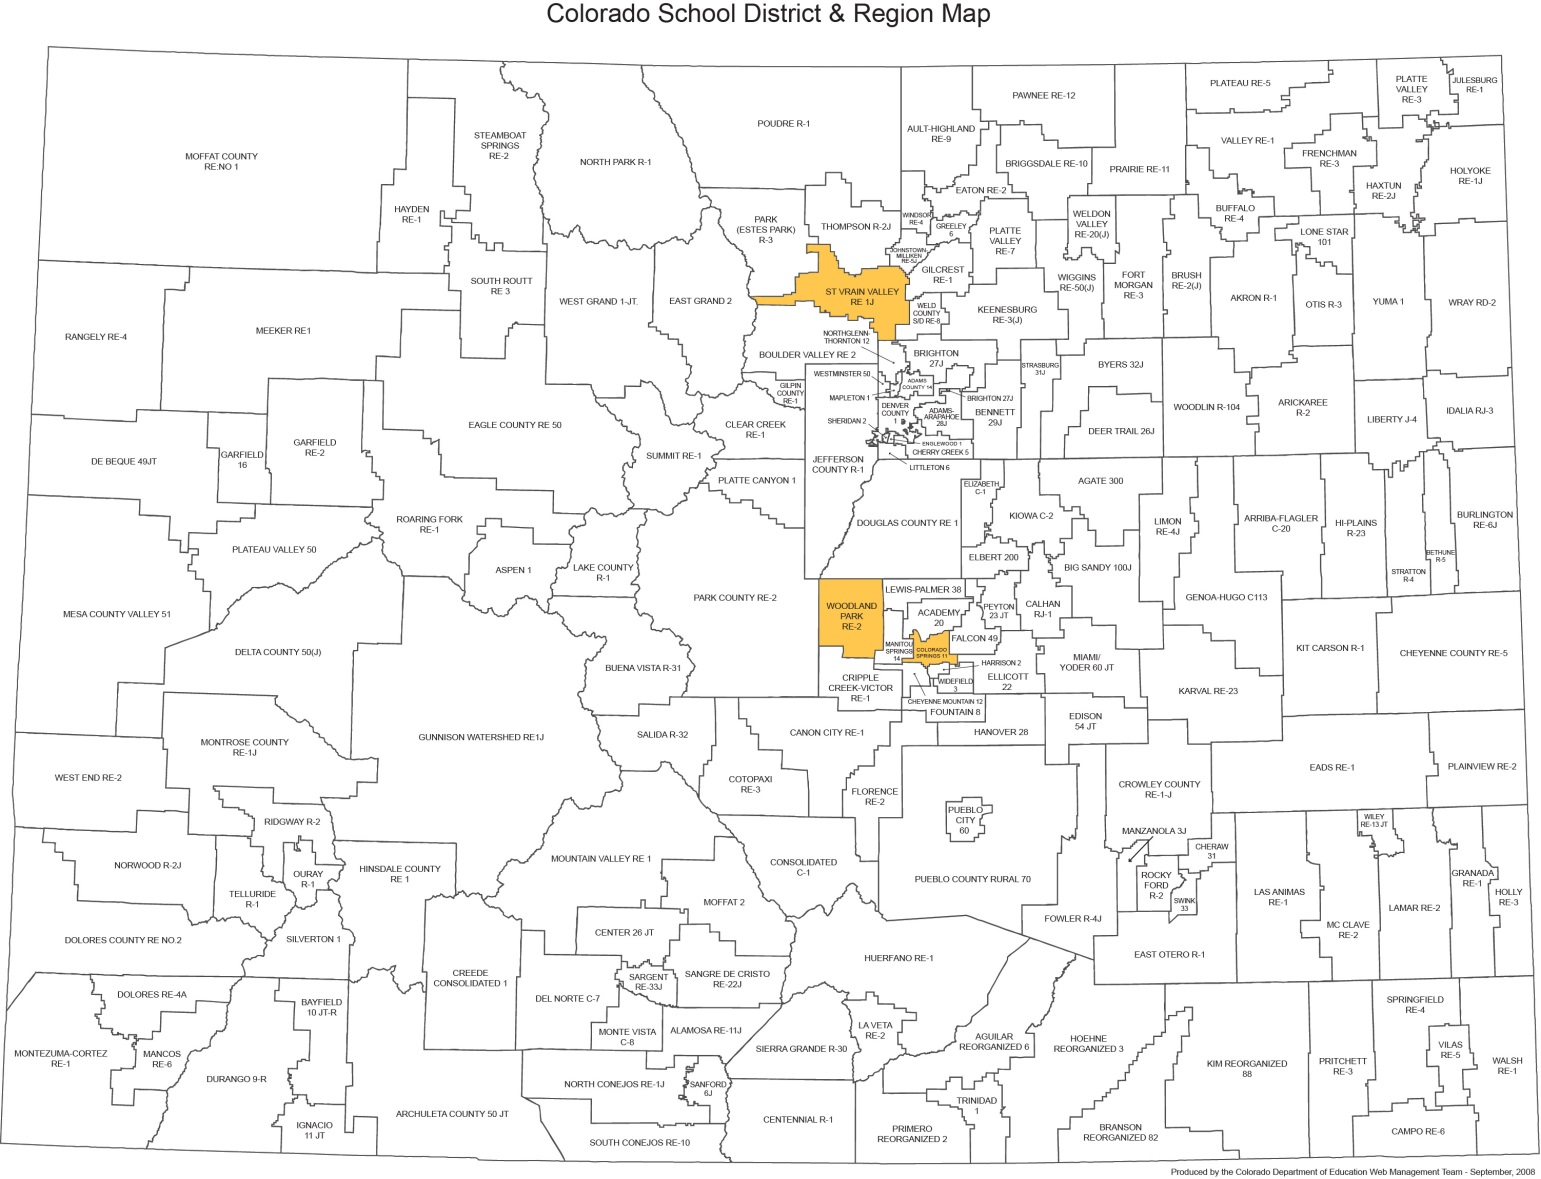 Colorado School District & Region Map
MOFFAT COUNTY
RE:NO 1
HAYDEN
RE-1
STEAMBOAT
SPRINGS
RE-2
NORTH PARK R-1
POUDRE R-1
AULT-HIGHLAND
RE-9
PAWNEE RE-12
BRIGGSDALE RE-10
PRAIRIE RE-11
PLATEAU RE-5
PLATTE
VALLEY
RE-3
JULESBURG
RE-1
VALLEY RE-1
FRENCHMAN
RE-3
HAXTUN
RE-2J
HOLYOKE
RE-1J
BUFFALO
RE-4
LONE STAR
101
PARK
(ESTES PARK)
R-3
THOMPSON R-2J
WINDSOR
RE-4
EATON RE-2
GREELEY
6
PLATTE
VALLEY
RE-7
WELDON
VALLEY
RE-20(J)
JOHNSTOWN-
MILLIKEN
RE-5J
GILCREST
RE-1
WIGGINS
RE-50(J)
FORT
MORGAN
RE-3
BRUSH
RE-2(J)
AKRON R-1
OTIS R-3
YUMA 1
WRAY RD-2
SOUTH ROUTT
RE 3
WEST GRAND 1-JT.
EAST GRAND 2
ST VRAIN VALLEY
RE 1J
WELD
COUNTY
S/D RE-8
KEENESBURG
RE-3(J)
RANGELY RE-4
MEEKER RE1
NORTHGLENN-
THORNTON 12
BOULDER VALLEY RE 2
BRIGHTON
27J
WESTMINSTER 50
ADAMS
COUNTY 14
STRASBURG
31J
BYERS 32J
GILPIN
COUNTY
RE-1
MAPLETON 1
BRIGHTON 27J
DENVER
COUNTY
1
ADAMS-
ARAPAHOE
28J
BENNETT
29J
WOODLIN R-104
ARICKAREE
R-2
LIBERTY J-4
IDALIA RJ-3
CLEAR CREEK
RE-1
SHERIDAN 2
DEER TRAIL 26J
ENGLEWOOD 1
CHERRY CREEK 5
LITTLETON 6
EAGLE COUNTY RE 50
SUMMIT RE-1
JEFFERSON
COUNTY R-1
DE BEQUE 49JT
GARFIELD
16
GARFIELD
RE-2
PLATTE CANYON 1
ELIZABETH
C-1
AGATE 300
KIOWA C-2
DOUGLAS COUNTY RE 1
LIMON
RE-4J
ARRIBA-FLAGLER
C-20
HI-PLAINS
R-23
STRATTON
R-4
BETHUNE
R-5
BURLINGTON
RE-6J
ROARING FORK
RE-1
PLATEAU VALLEY 50
ASPEN 1
LAKE COUNTY
R-1
ELBERT 200
BIG SANDY 100J
MESA COUNTY VALLEY 51
PARK COUNTY RE-2
WOODLAND
PARK
RE-2
LEWIS-PALMER 38
ACADEMY
20
PEYTON
23 JT
CALHAN
RJ-1
GENOA-HUGO C113
DELTA COUNTY 50(J)
BUENA VISTA R-31
MANITOU
SPRINGS
14
COLORADO
SPRINGS 11
FALCON 49
HARRISON 2
MIAMI/
YODER 60 JT
KIT CARSON R-1
CHEYENNE COUNTY RE-5
CRIPPLE
CREEK-VICTOR
RE-1
WIDEFIELD
3
ELLICOTT
22
KARVAL RE-23
CHEYENNE MOUNTAIN 12
FOUNTAIN 8
EDISON
54 JT
HANOVER 28
MONTROSE COUNTY
RE-1J
GUNNISON WATERSHED RE1J
SALIDA R-32
CANON CITY RE-1
WEST END RE-2
COTOPAXI
RE-3
FLORENCE
RE-2
CROWLEY COUNTY
RE-1-J
EADS RE-1
PLAINVIEW RE-2
PUEBLO
CITY
60
RIDGWAY R-2
MANZANOLA 3J
CHERAW
31
WILEY
RE-13 JT
NORWOOD R-2J
OURAY
R-1
HINSDALE COUNTY
RE 1
MOUNTAIN VALLEY RE 1
CONSOLIDATED
C-1
PUEBLO COUNTY RURAL 70
ROCKY
FORD
R-2
SWINK
33
LAS ANIMAS
RE-1
LAMAR RE-2
GRANADA
RE-1
HOLLY
RE-3
TELLURIDE
R-1
MOFFAT 2
FOWLER R-4J
MC CLAVE
RE-2
DOLORES COUNTY RE NO.2
SILVERTON 1
CENTER 26 JT
EAST OTERO R-1
HUERFANO RE-1
CREEDE
CONSOLIDATED 1
SARGENT
RE-33J
SANGRE DE CRISTO
RE-22J
DOLORES RE-4A
BAYFIELD
10 JT-R
DEL NORTE C-7
SPRINGFIELD
RE-4
MONTE VISTA
C-8
ALAMOSA RE-11J
LA VETA
RE-2
AGUILAR
REORGANIZED 6
HOEHNE
REORGANIZED 3
SIERRA GRANDE R-30
MONTEZUMA-CORTEZ
RE-1
MANCOS
RE-6
DURANGO 9-R
KIM REORGANIZED
88
PRITCHETT
RE-3
VILAS
RE-5
WALSH
RE-1
NORTH CONEJOS RE-1J
SANFORD
6J
TRINIDAD
1
ARCHULETA COUNTY 50 JT
CENTENNIAL R-1
IGNACIO
11 JT
PRIMERO
REORGANIZED 2
BRANSON
REORGANIZED 82
CAMPO RE-6
SOUTH CONEJOS RE-10
Produced by the Colorado Department of Education Web Management Team - September, 2008